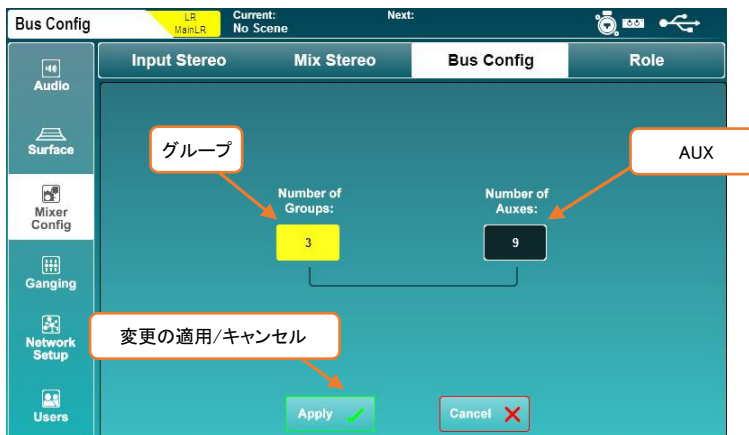 Bus Config
LR
MainLR
Current:
No Scene
Next:
Audio
Input Stereo
Mix Stereo
Bus Config
Role
Surface
グループ
AUX
Mixer
Config
Number of
Groups:
Number of
Auxes:
3
9
Ganging
変更の適用/キャンセル
Network
Setup
Users
Apply
Cancel